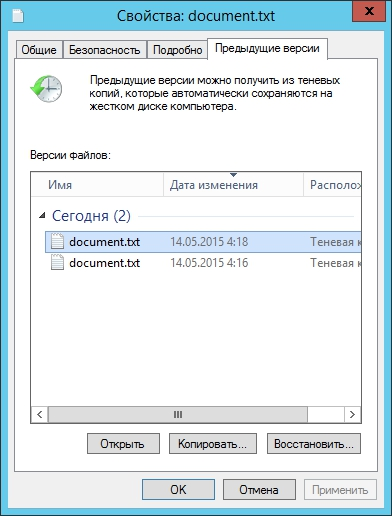 Свойства: document.txt
x
Общие Безопасность Подробно Предыдущие версии
Предыдущие версии можно получить из теневых
копий, которые автоматически сохраняются на
жестком диске компьютера.
Версии файлов:
Имя Дата изменения Располож
Сегодня (2)
document.txt 14.05.2015 4:18 Теневая к
document.txt 14.05.2015 4:16 Теневая к
Открыть Копировать... Восстановить...
OK Отмена Применить